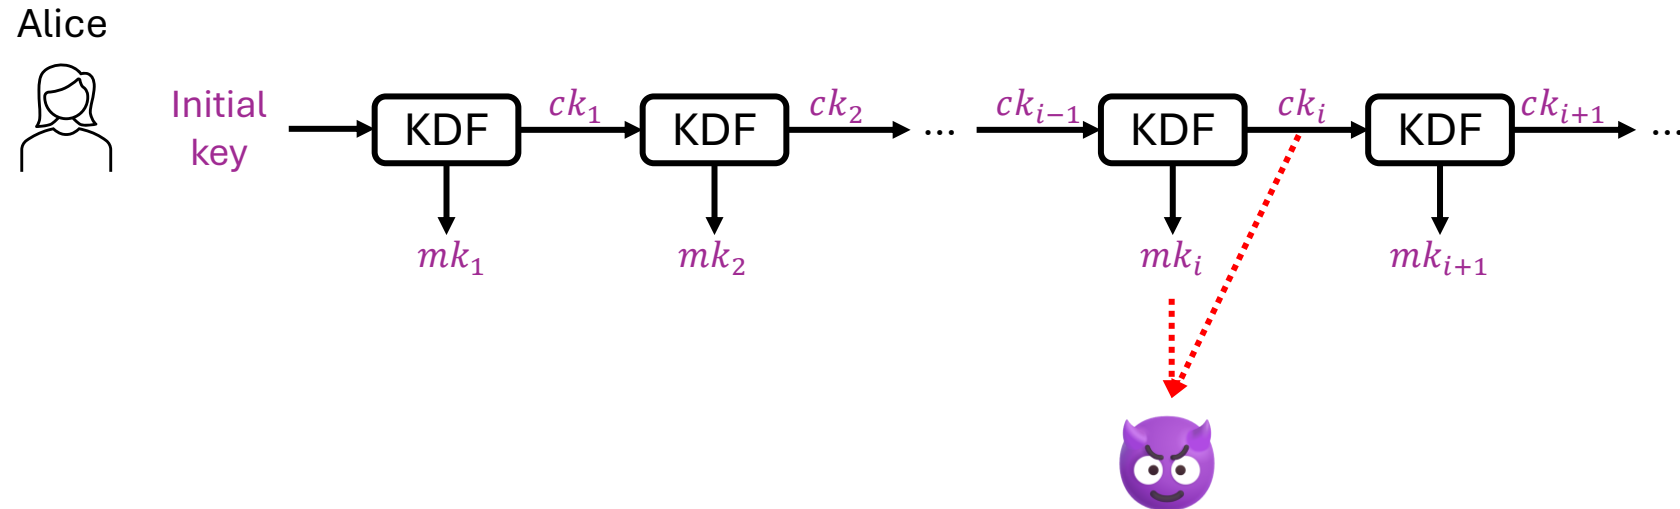 Alice
Initial
key
KDF
ck₁
KDF
ck₂
...
ckᵢ₋₁
KDF
ckᵢ
KDF
ckᵢ₊₁
...
mk₁
mk₂
mkᵢ
mkᵢ₊₁